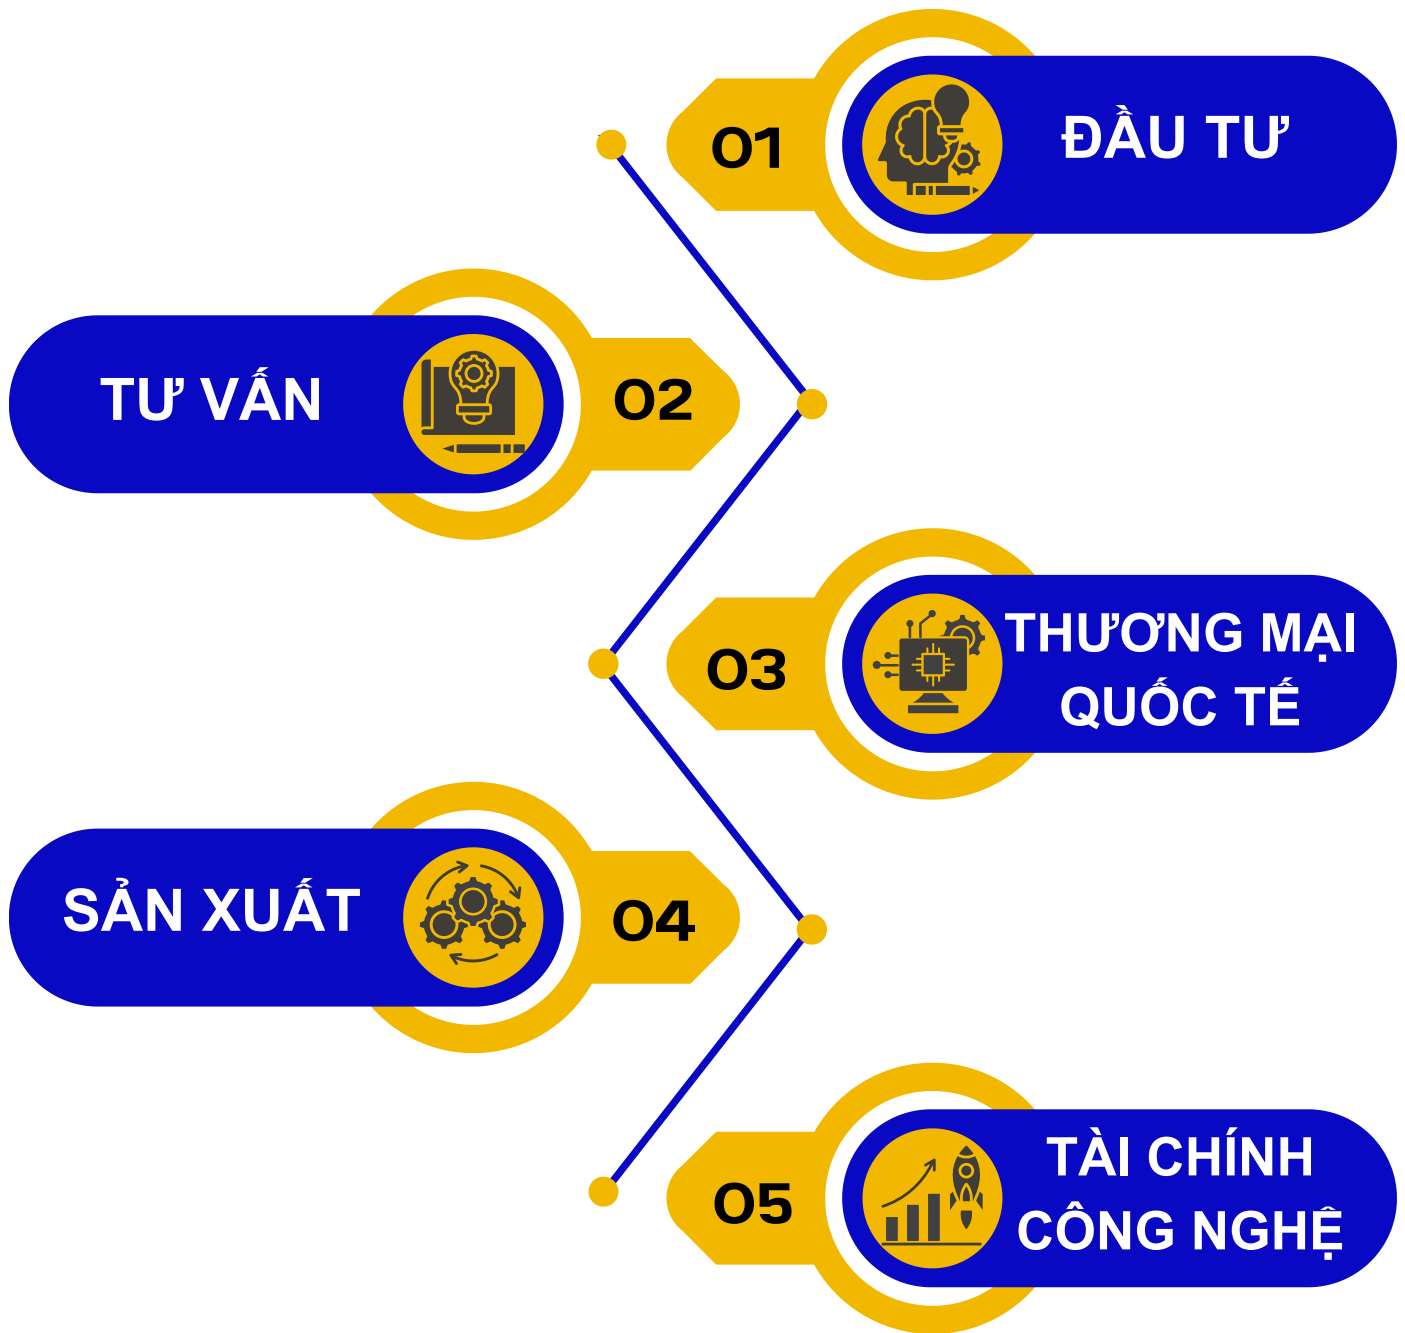 01
ĐẦU TƯ
TƯ VẤN
02
03
THƯƠNG MẠI
QUỐC TẾ
SẢN XUẤT
04
05
TÀI CHÍNH
CÔNG NGHỆ